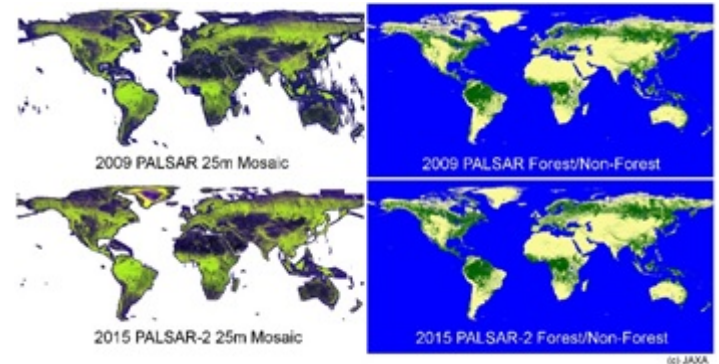 2009 PALSAR 25m Mosaic
2009 PALSAR Forest/Non-Forest
2015 PALSAR-2 25m Mosaic
2015 PALSAR-2 Forest/Non-Forest
(c) JAXA